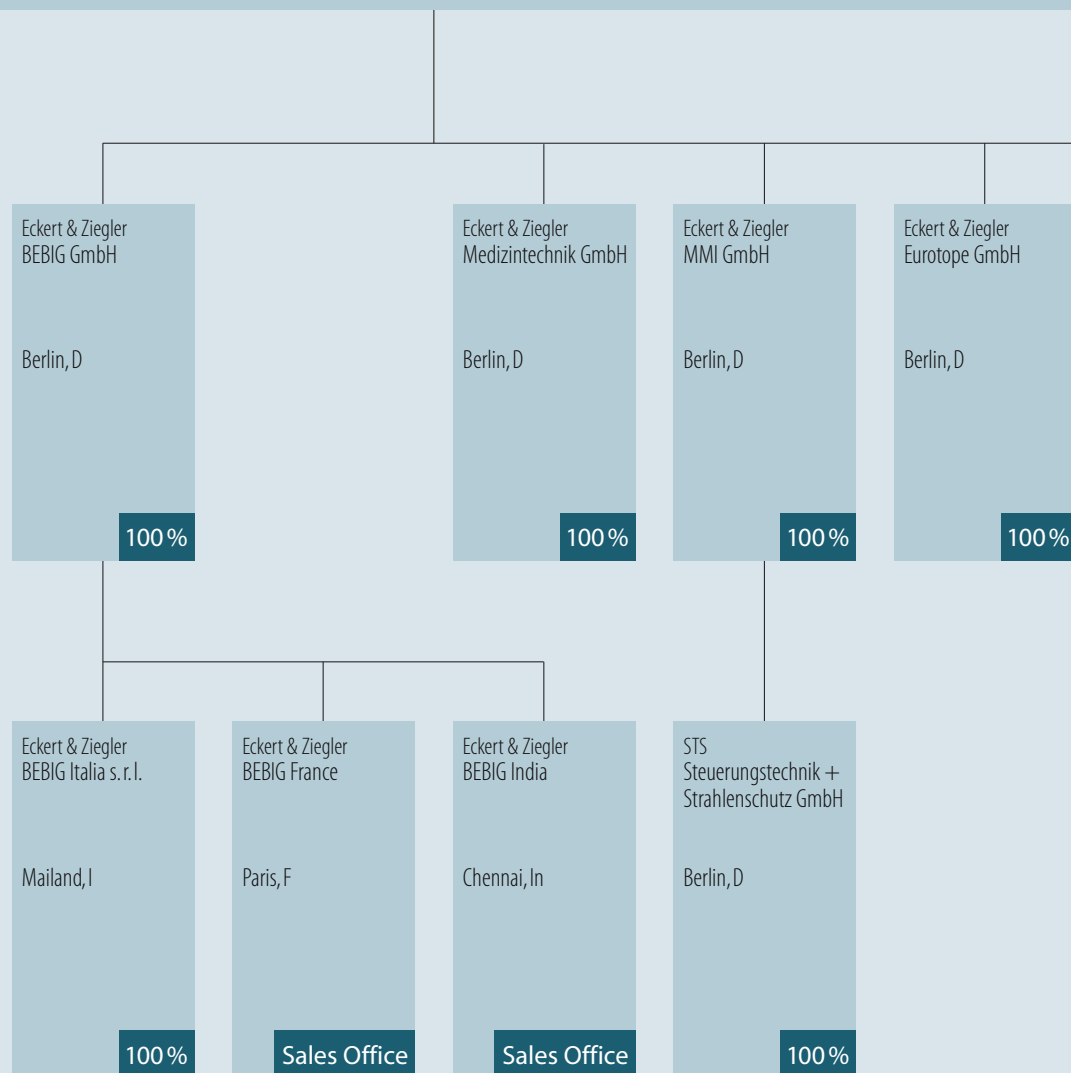 Eckert & Ziegler
BEBIG GmbH
Berlin, D
100 %
Eckert & Ziegler
Medizintechnik GmbH
Berlin, D
100 %
Eckert & Ziegler
MMI GmbH
Berlin, D
100 %
Eckert & Ziegler
Eurotope GmbH
Berlin, D
100 %
Eckert & Ziegler
BEBIG Italia s. r. l.
Mailand, I
100 %
Eckert & Ziegler
BEBIG France
Paris, F
Sales Office
Eckert & Ziegler
BEBIG India
Chennai, In
Sales Office
STS
Steuerungstechnik +
Strahlenschutz GmbH
Berlin, D
100 %